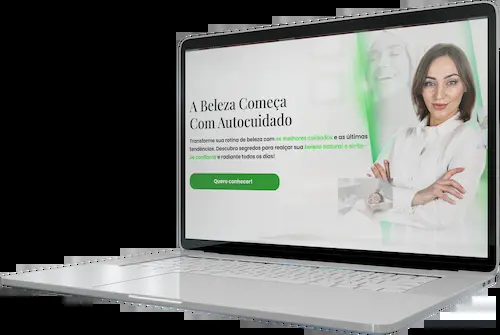 A Beleza Começa
Com Autocuidado
Transforme sua rotina de beleza com os melhores cuidados e as últimas
tendências. Descubra segredos para realçar sua beleza natural e sentir-
se confiante e radiante todos os dias!
Quero conhecer!